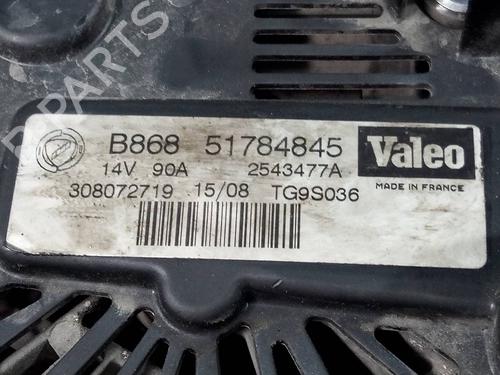 B868 51784845
14V 90A 2543477A
308072719 15/08 TG9S036
Valeo
MADE IN FRANCE